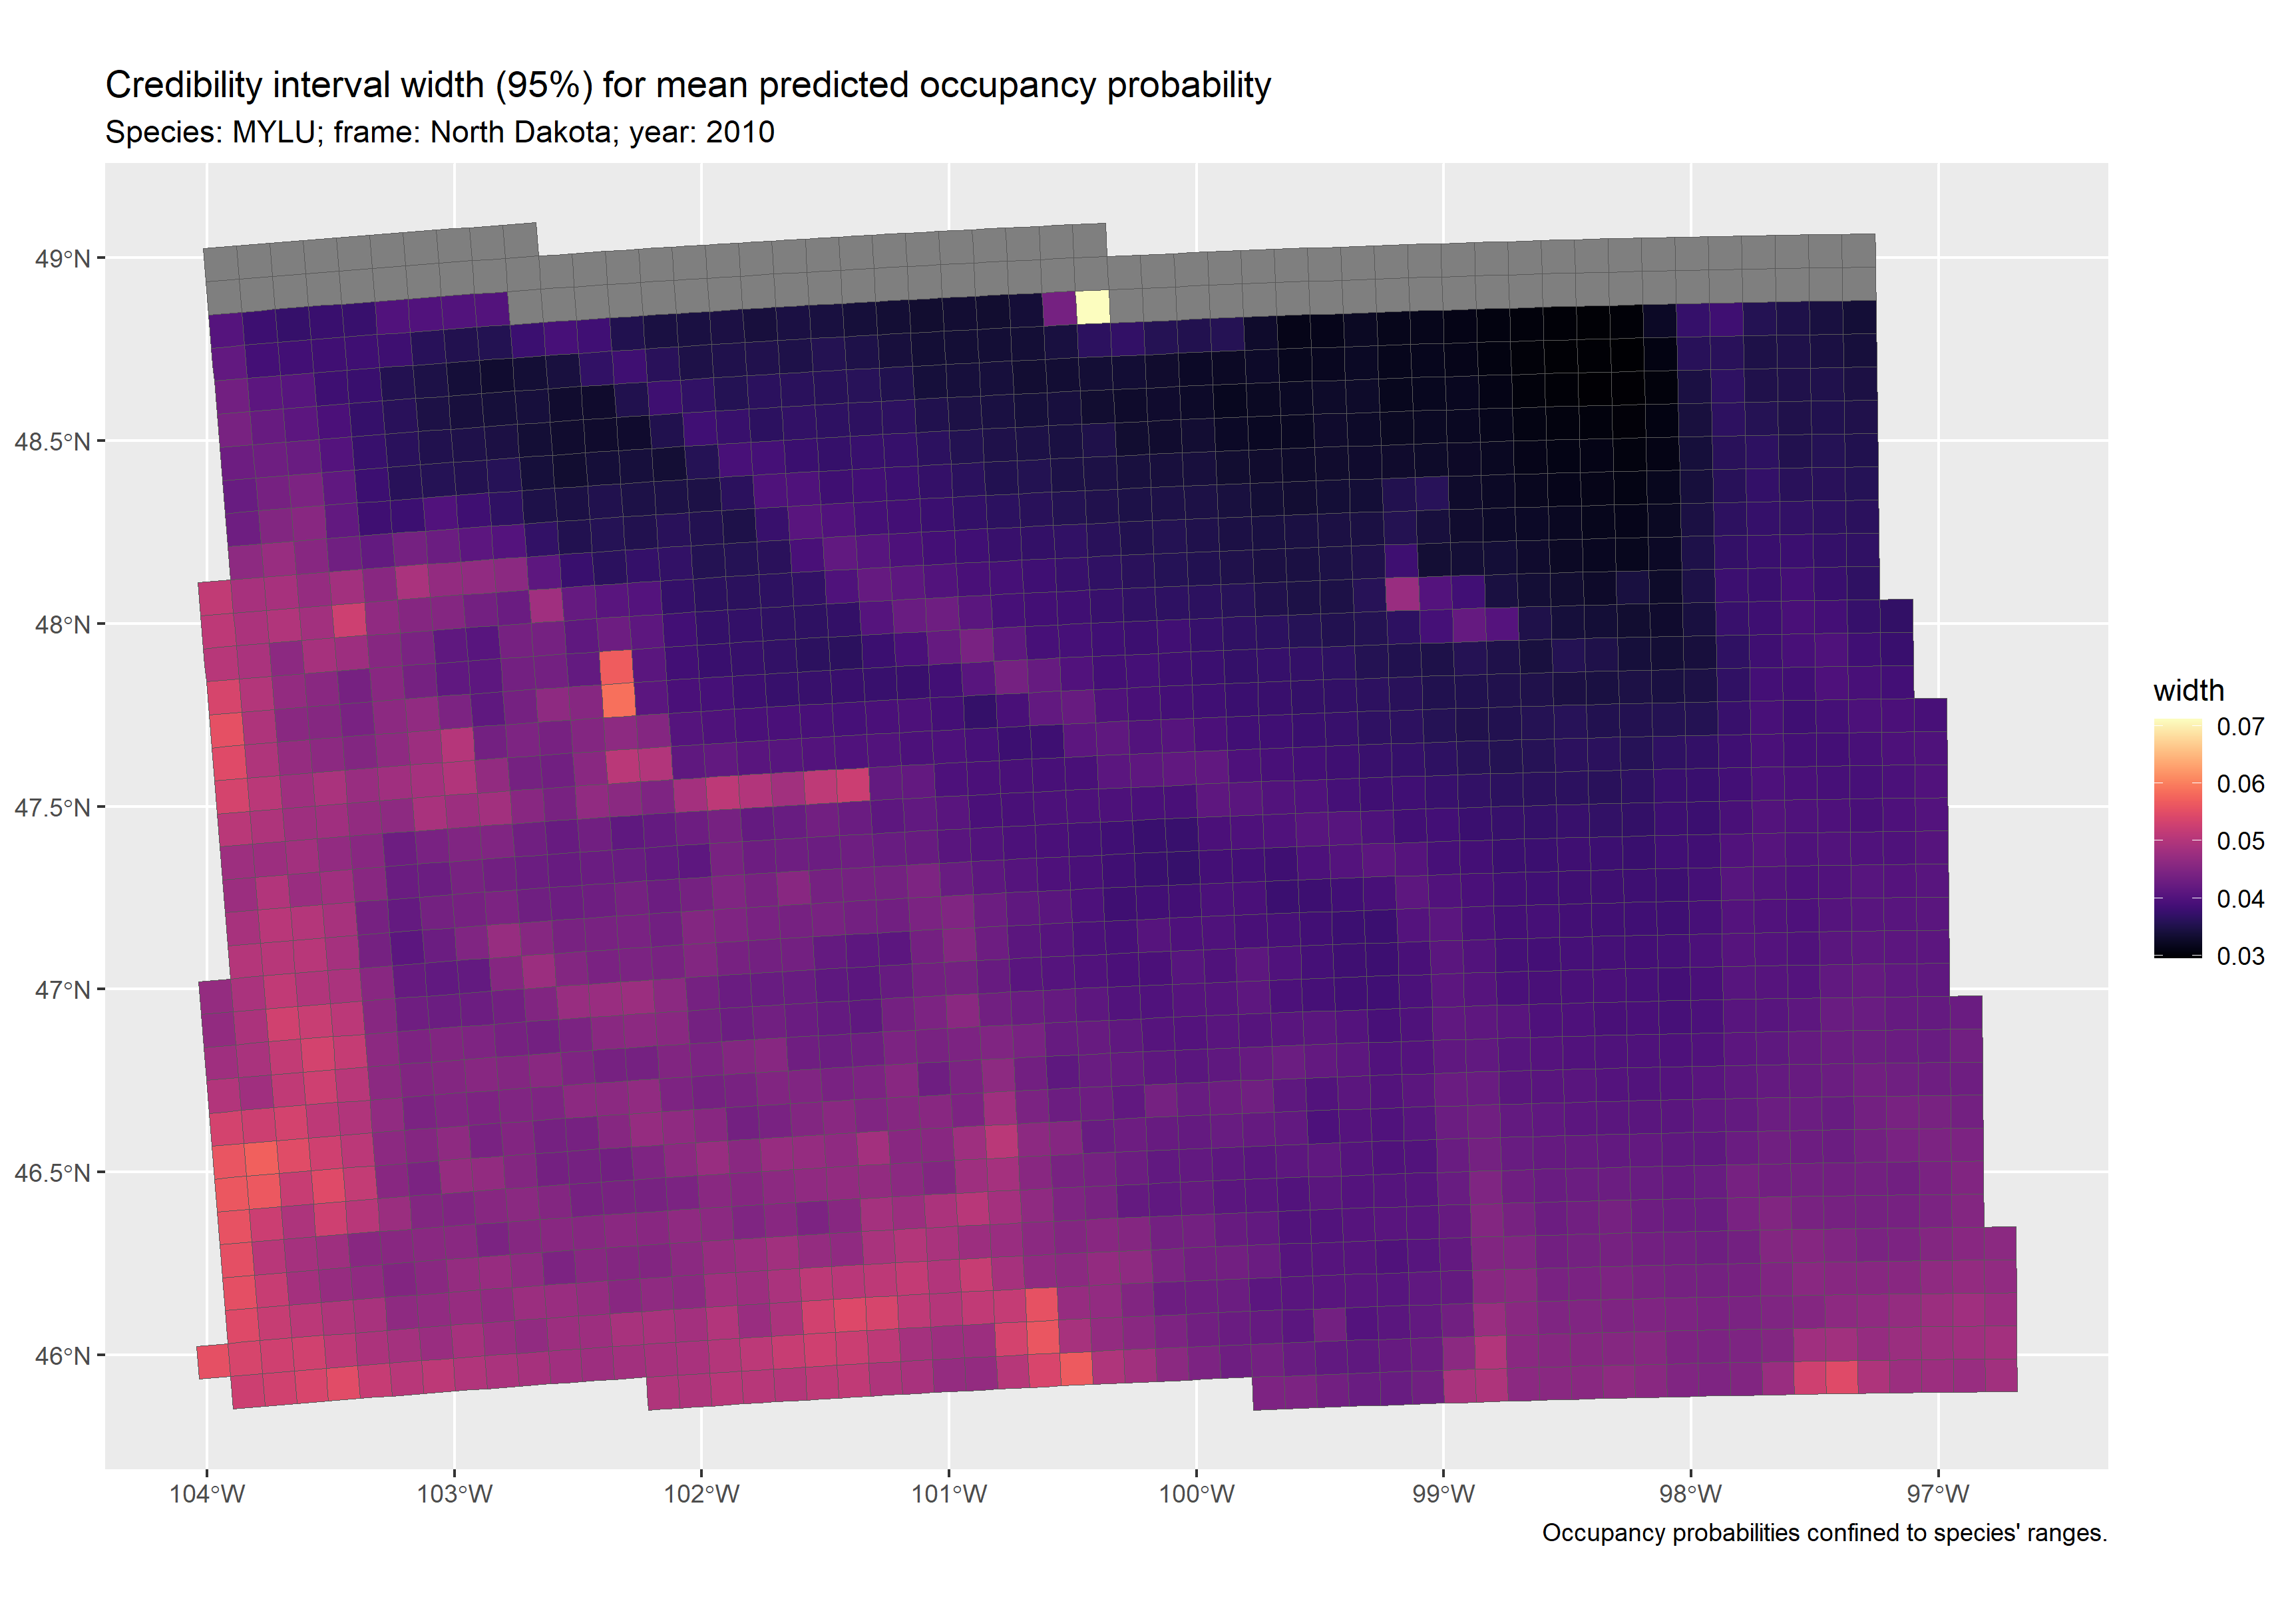 Credibility interval width (95%) for mean predicted occupancy probability
Species: MYLU; frame: North Dakota; year: 2010
49°N
48.5°N
48°N
47.5°N
47°N
46.5°N
46°N
104°W
103°W
102°W
101°W
100°W
99°W
98°W
97°W
width
0.07
0.06
0.05
0.04
0.03
Occupancy probabilities confined to species' ranges.